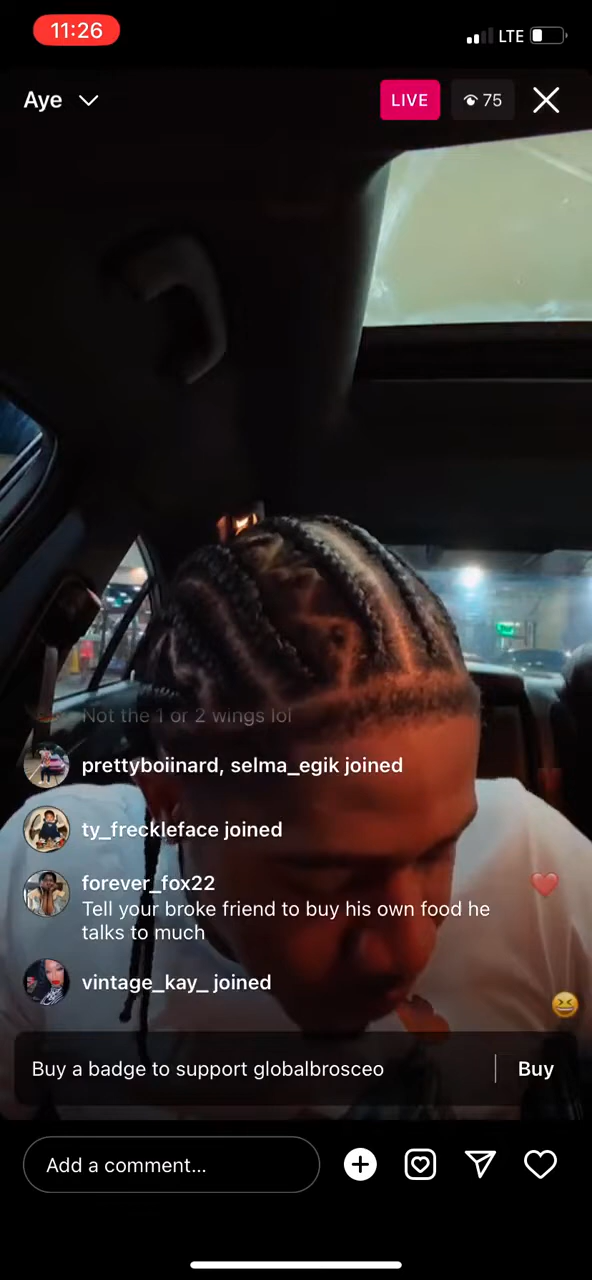 11:26
LTE
Aye
LIVE
75
Not the 1 or 2 wings lol
prettyboiinard, selma_egik joined
ty_freckleface joined
forever_fox22
Tell your broke friend to buy his own food he
talks to much
vintage_kay_ joined
Buy a badge to support globalbrosceo
Buy
Add a comment...